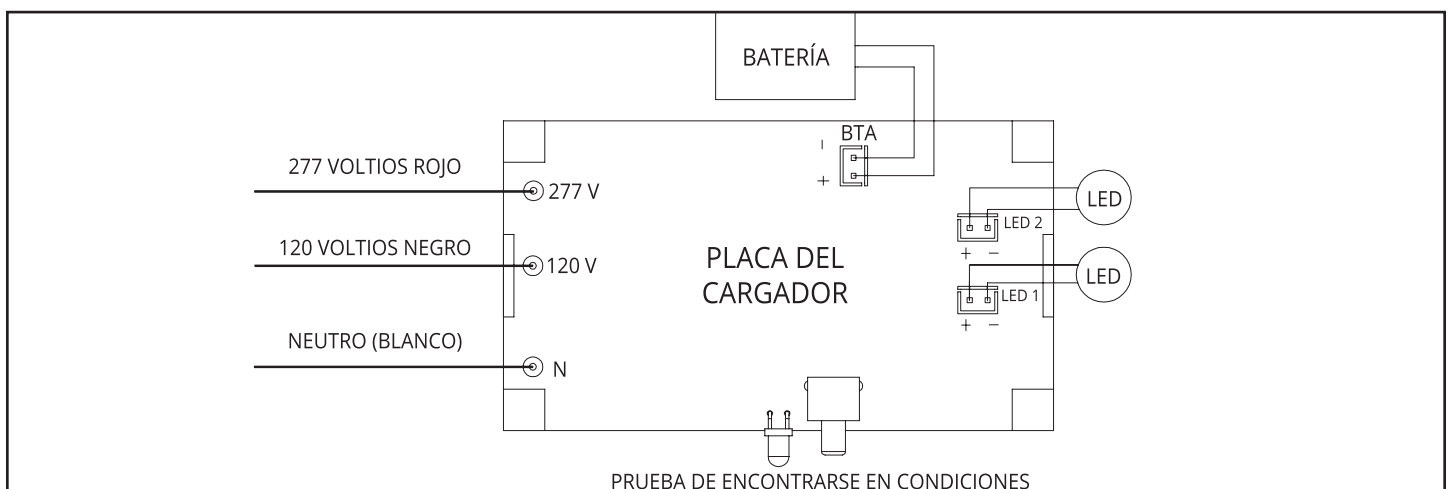 BATERÍA
BTA
−
+
277 VOLTIOS ROJO
277 V
120 VOLTIOS NEGRO
120 V
NEUTRO (BLANCO)
N
PLACA DEL
CARGADOR
LED
LED 2
+ −
LED
LED 1
+ −
PRUEBA DE ENCONTRARSE EN CONDICIONES